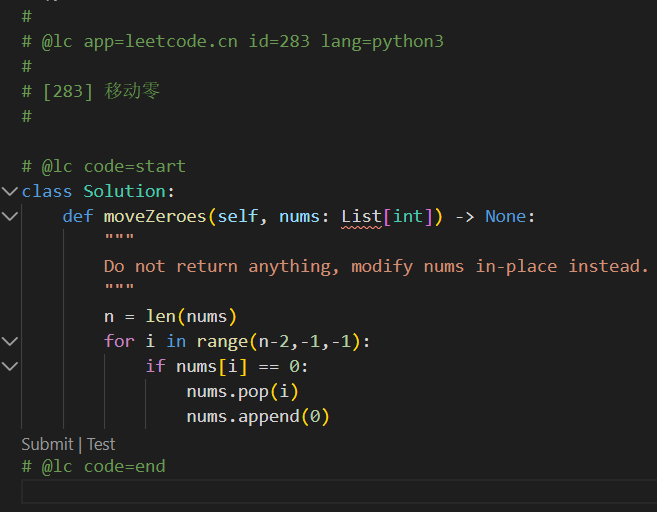 #
# @lc app=leetcode.cn id=283 lang=python3
#
# [283] 移动零
#
# @lc code=start
class Solution:
    def moveZeroes(self, nums: List[int]) -> None:
        """
        Do not return anything, modify nums in-place instead.
        """
        n = len(nums)
        for i in range(n-2,-1,-1):
            if nums[i] == 0:
                nums.pop(i)
                nums.append(0)
Submit | Test
# @lc code=end